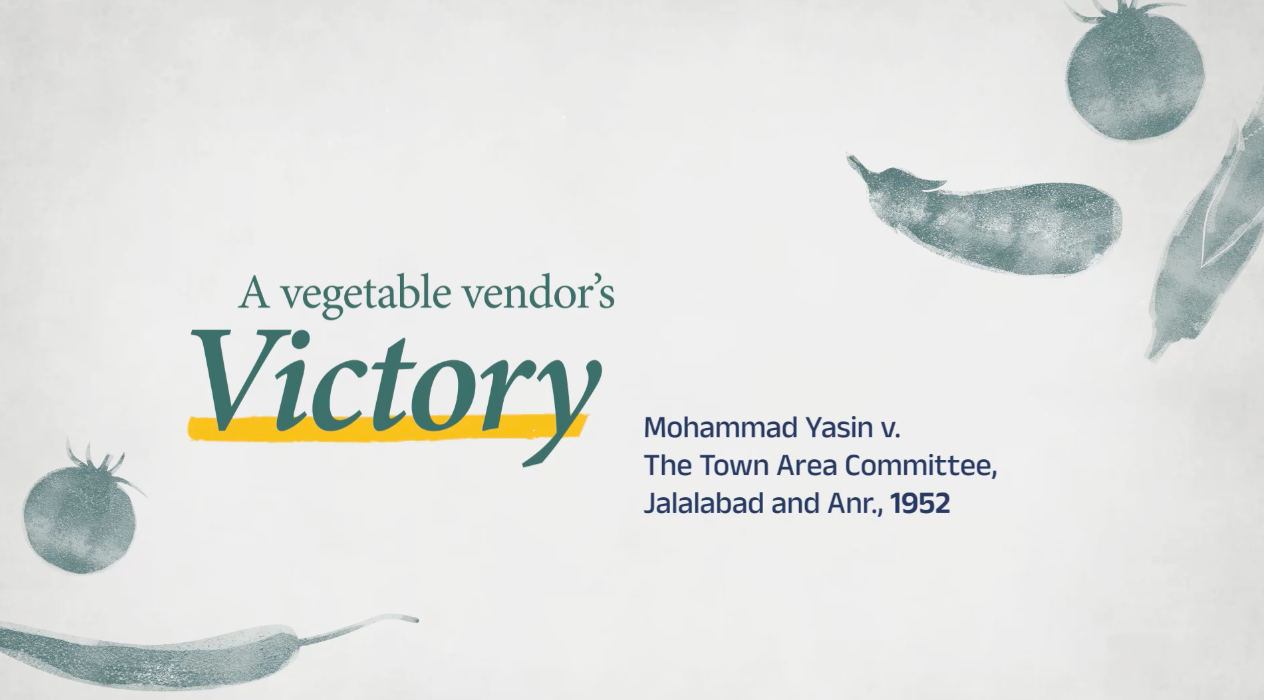 A vegetable vendor’s
Victory
Mohammad Yasin v.
The Town Area Committee,
Jalalabad and Anr., 1952